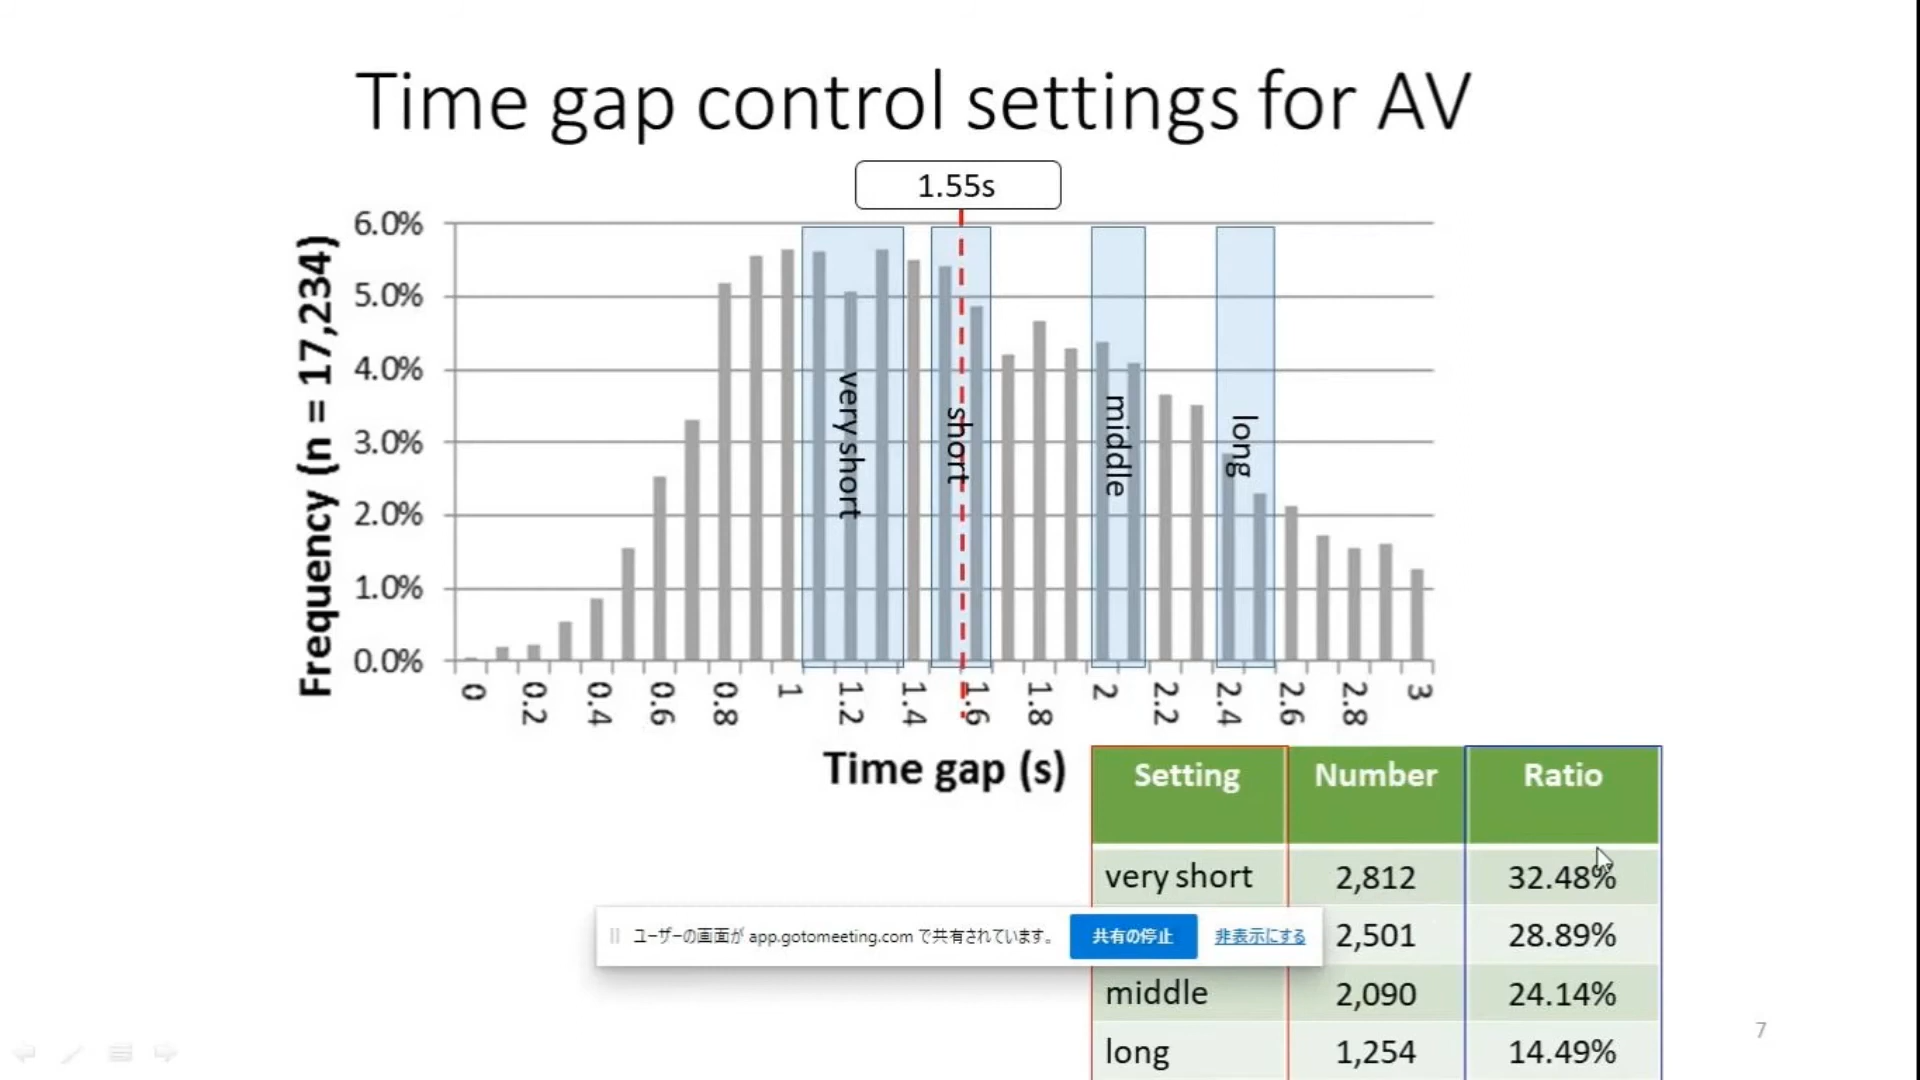 Time gap control settings for AV
1.55s
Frequency (n = 17,234)
6.0%
5.0%
4.0%
3.0%
2.0%
1.0%
0.0%
very short
short
middle
long
0 0.2 0.4 0.6 0.8 1 1.2 1.4 1.6 1.8 2 2.2 2.4 2.6 2.8 3
Time gap (s)
Setting Number Ratio
very short 2,812 32.48%
ユーザーの画面が app.gotomeeting.com で共有されています。 共有の停止 非表示にする
2,501 28.89%
middle 2,090 24.14%
long 1,254 14.49%
7